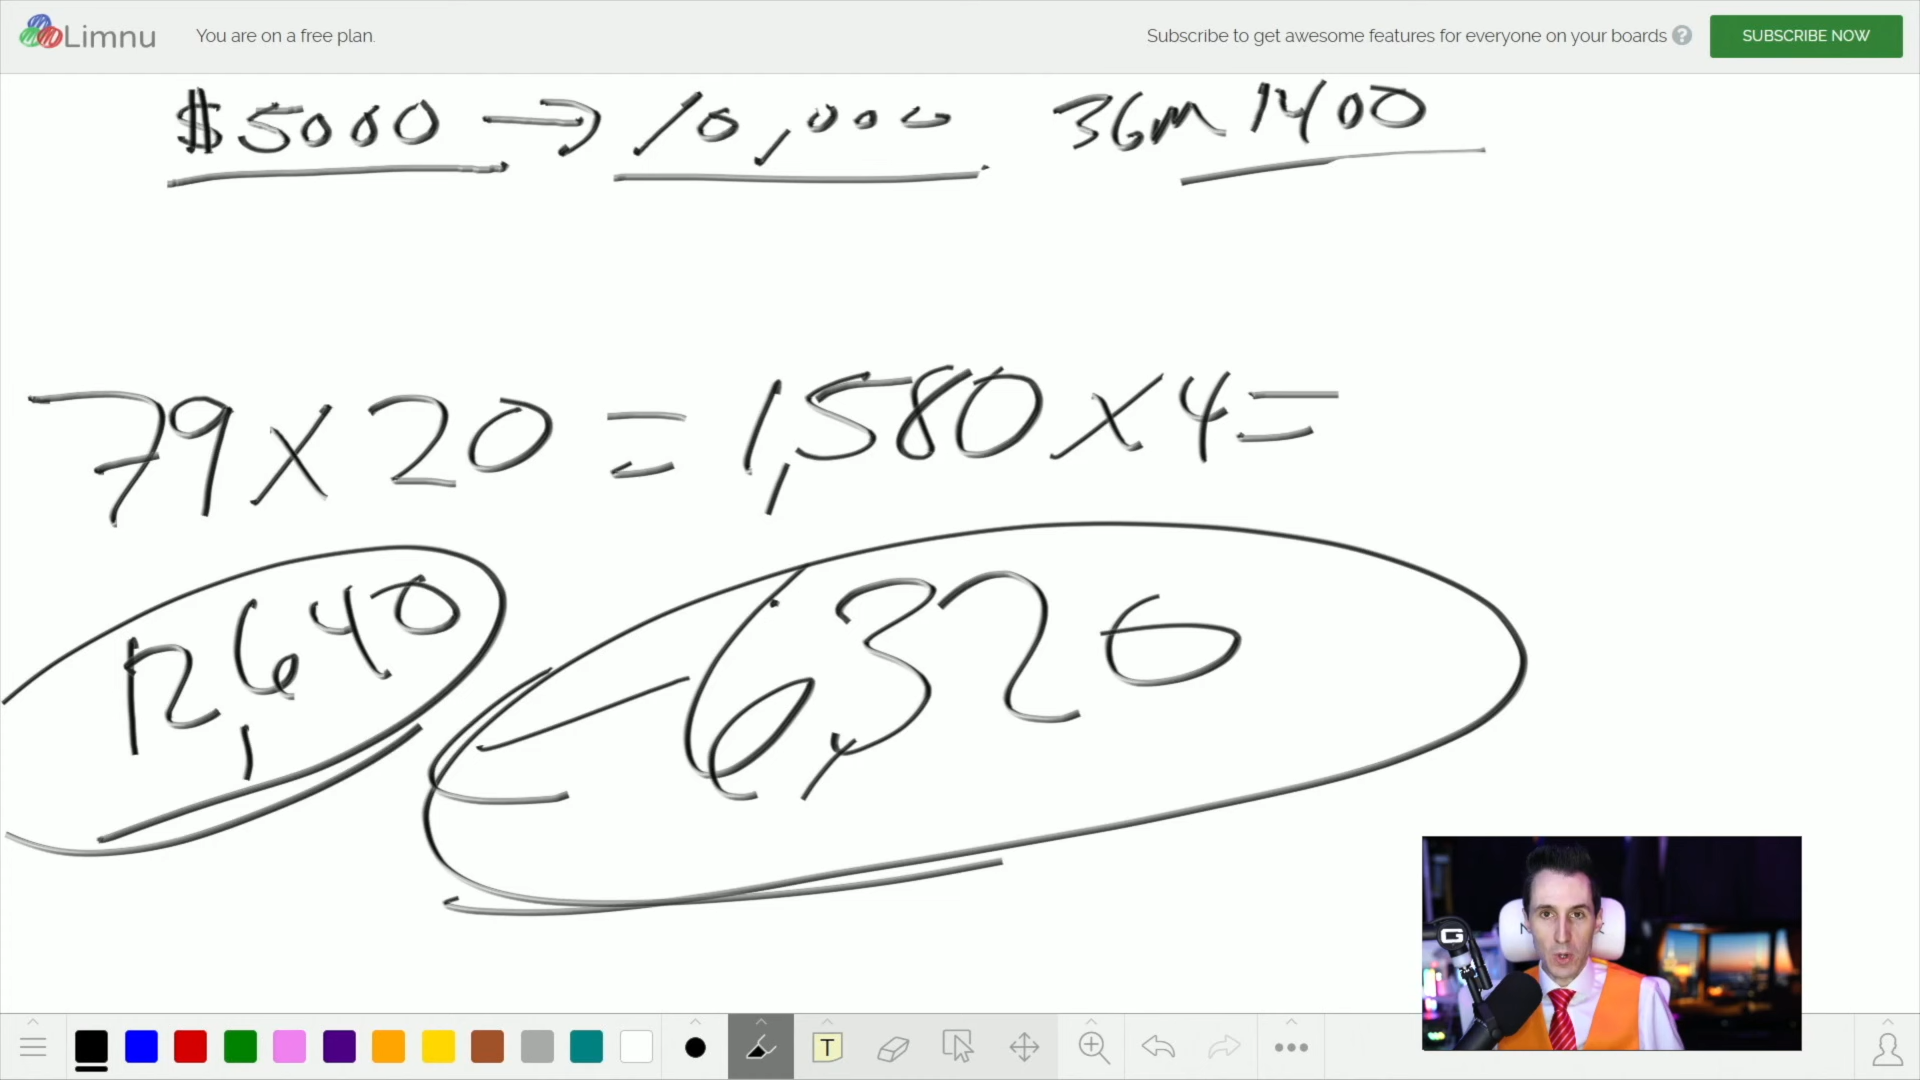 Limnu You are on a free plan. Subscribe to get awesome features for everyone on your boards ? SUBSCRIBE NOW
$5000 → 10,000 36m 1400
79 x 20 = 1,580 x 4 =
12,640 6,320
G
T